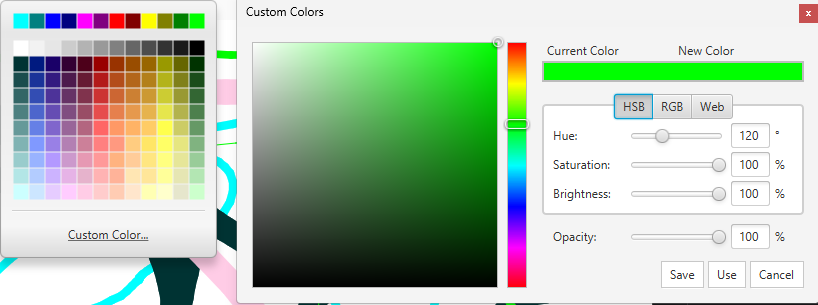 Custom Colors
x
Current Color New Color
HSB RGB Web
Hue: 120 °
Saturation: 100 %
Brightness: 100 %
Opacity: 100 %
Custom Color...
Save Use Cancel